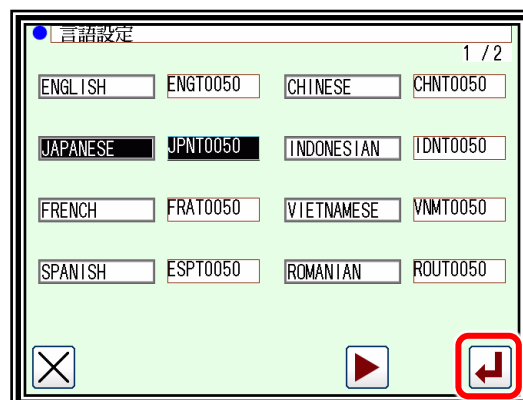 言語設定
1 / 2
ENGLISH ENGT0050 CHINESE CHNT0050
JAPANESE JPNT0050 INDONESIAN IDNT0050
FRENCH FRAT0050 VIETNAMESE VNMT0050
SPANISH ESPT0050 ROMANIAN ROUT0050